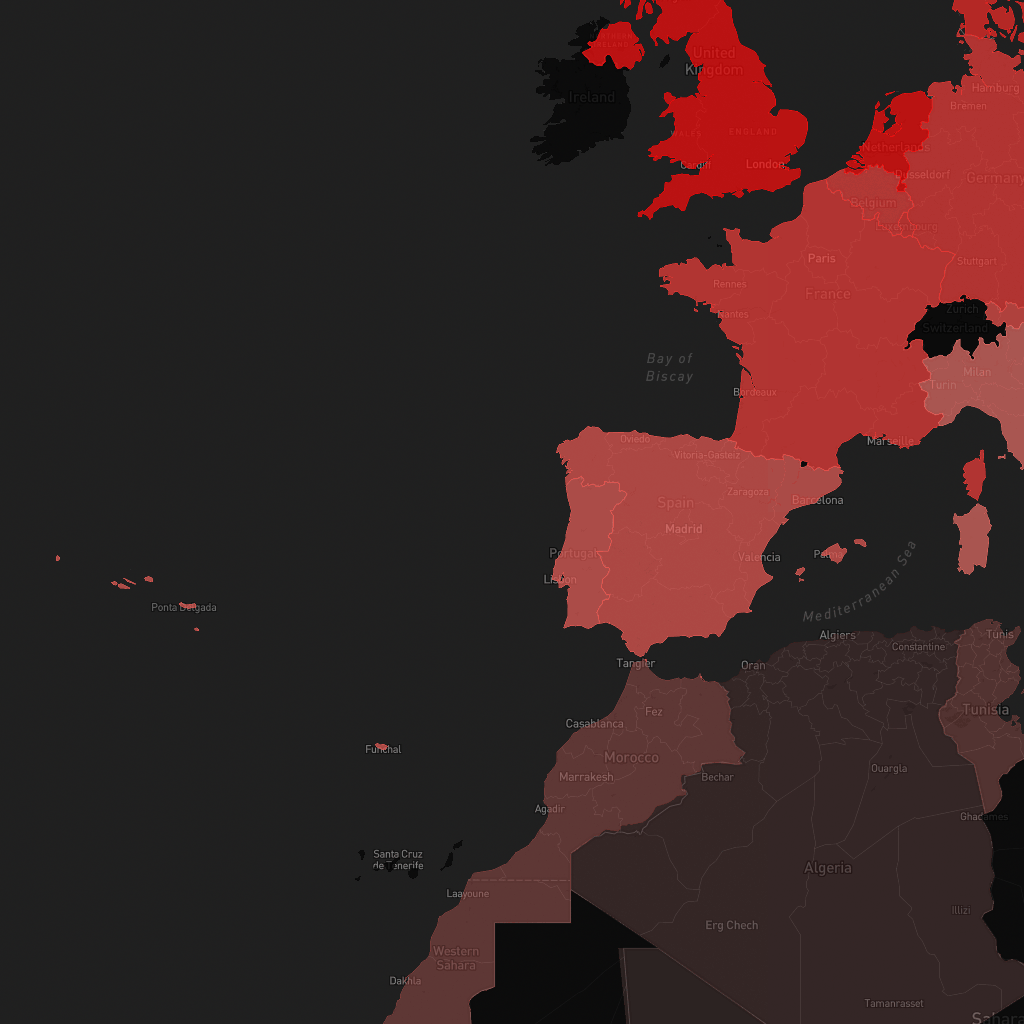 NORTHERN
IRELAND
United
Kingdom
Ireland
Hamburg
Bremen
WALES
ENGLAND
Netherlands
Cardiff
London
Dusseldorf
Germany
Belgium
Luxembourg
Paris
Stuttgart
Rennes
France
Nantes
Zürich
Switzerland
Bay of
Biscay
Milan
Turin
Bordeaux
Oviedo
Marseille
Vitoria-Gasteiz
Zaragoza
Spain
Barcelona
Madrid
Portugal
Valencia
Palma
Lisbon
Mediterranean Sea
Ponta Delgada
Algiers
Tunis
Constantine
Tangier
Oran
Fez
Tunisia
Casablanca
Funchal
Morocco
Ouargla
Marrakesh
Bechar
Agadir
Ghadames
Santa Cruz
de Tenerife
Algeria
Laayoune
Illizi
Erg Chech
Western
Sahara
Dakhla
Tamanrasset
Sahara